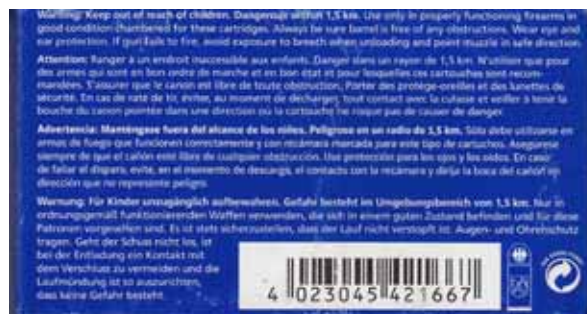 Warning: Keep out of reach of children. Dangerous within 1,5 km. Use only in properly functioning firearms in
good condition chambered for these cartridges. Always be sure barrel is free of any obstructions. Wear eye and
ear protection. If gun fails to fire, avoid exposure to breech when unloading and point muzzle in safe direction.
Attention: Ranger à un endroit inaccessible aux enfants. Danger dans un rayon de 1,5 km. N'utiliser que pour
des armes qui sont en bon ordre de marche et en bon état et pour lesquelles ces cartouches sont recom-
mandées. S'assurer que le canon est libre de toute obstruction. Porter des protège-oreilles et des lunettes de
sécurité. En cas de raté de tir, éviter, au moment de décharger, tout contact avec la culasse et veiller à tenir la
bouche du canon pointée dans une direction où la cartouche ne risque pas de causer de danger.
Advertencia: Manténgase fuera del alcance de los niños. Peligroso en un radio de 1,5 km. Sólo debe utilizarse en
armas de fuego que funcionen correctamente y con recámara marcada para este tipo de cartuchos. Asegúrese
siempre de que el cañón esté libre de cualquier obstrucción. Use protección para los ojos y los oídos. En caso
de fallar el disparo, evite, en el momento de descarga, el contacto con la recámara y dirija la boca del cañón en
dirección que no represente peligro.
Warnung: Für Kinder unzugänglich aufbewahren. Gefahr besteht im Umgebungsbereich von 1,5 km. Nur in
ordnungsgemäß funktionierenden Waffen verwenden, die sich in einem guten Zustand befinden und für diese
Patronen vorgesehen sind. Es ist stets sicherzustellen, dass der Lauf nicht verstopft ist. Augen- und Ohrenschutz
tragen. Geht der Schuss nicht los, ist
bei der Entladung ein Kontakt mit
dem Verschluss zu vermeiden und die
Laufmündung ist so auszurichten,
dass keine Gefahr besteht.
4 023045 421667